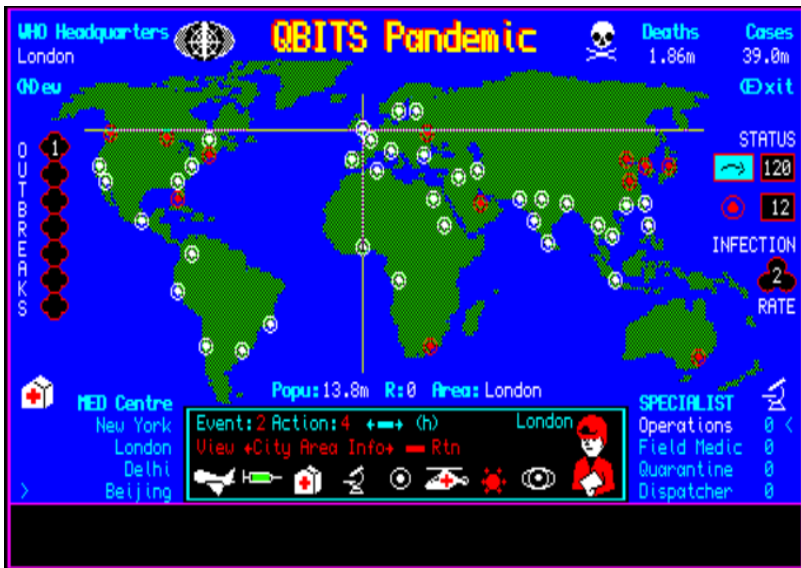 WHO Headquarters
London
QBITS Pandemic
Deaths Cases
1.86m 39.0m
(N)ew
(E)xit
OUTBREAKS
1
STATUS
120
12
INFECTION
2
RATE
Popu:13.8m R:0 Area:London
MED Centre
New York
London
Delhi
> Beijing
Event:2 Action:4 (h) London
View City Area Info Rtn
SPECIALIST
Operations 0 <
Field Medic 0
Quarantine 0
Dispatcher 0